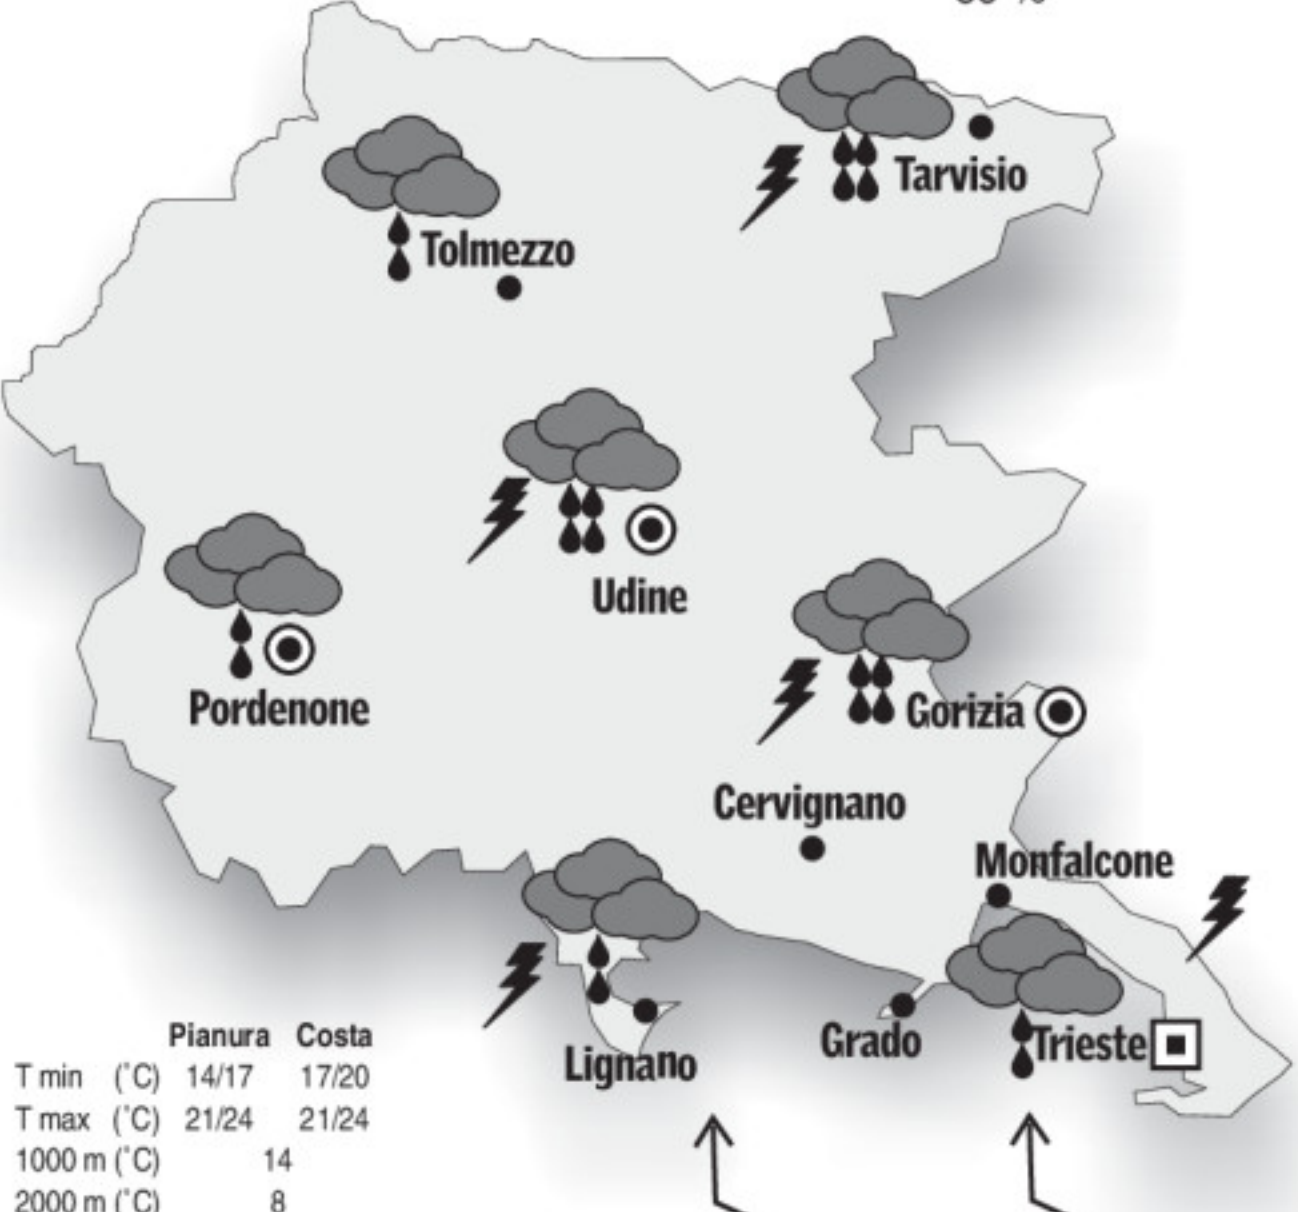 Tarvisio
Tolmezzo
Udine
Pordenone
Gorizia
Cervignano
Monfalcone
Grado
Trieste
Lignano
Pianura Costa
T min (°C) 14/17 17/20
T max (°C) 21/24 21/24
1000 m (°C) 14
2000 m (°C) 8